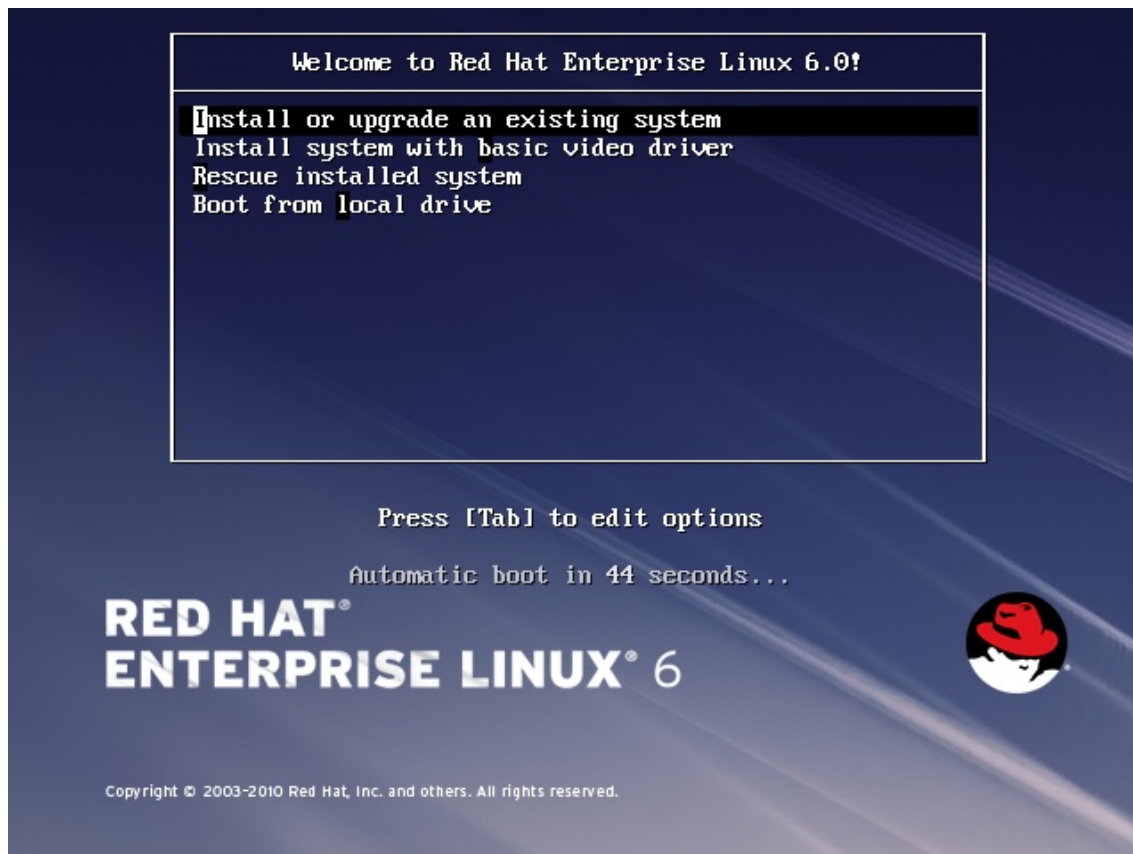 Welcome to Red Hat Enterprise Linux 6.0!
Install or upgrade an existing system
Install system with basic video driver
Rescue installed system
Boot from local drive
Press [Tab] to edit options
Automatic boot in 44 seconds...
RED HAT®
ENTERPRISE LINUX® 6
Copyright © 2003-2010 Red Hat, Inc. and others. All rights reserved.